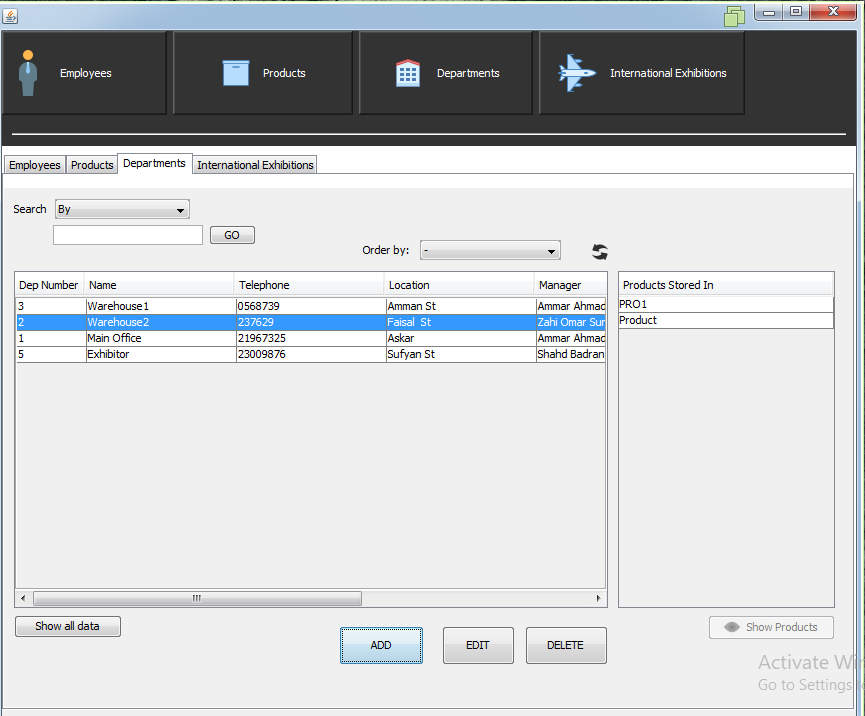 Employees Products Departments International Exhibitions
Employees Products Departments International Exhibitions
Search By
GO
Order by: -
Dep Number Name Telephone Location Manager Products Stored In
3 Warehouse1 0568739 Amman St Ammar Ahmad PRO1
2 Warehouse2 237629 Faisal St Zahi Omar Sur Product
1 Main Office 21967325 Askar Ammar Ahmad
5 Exhibitor 23009876 Sufyan St Shahd Badran
Show all data Show Products
ADD EDIT DELETE
Activate Win
Go to Settings